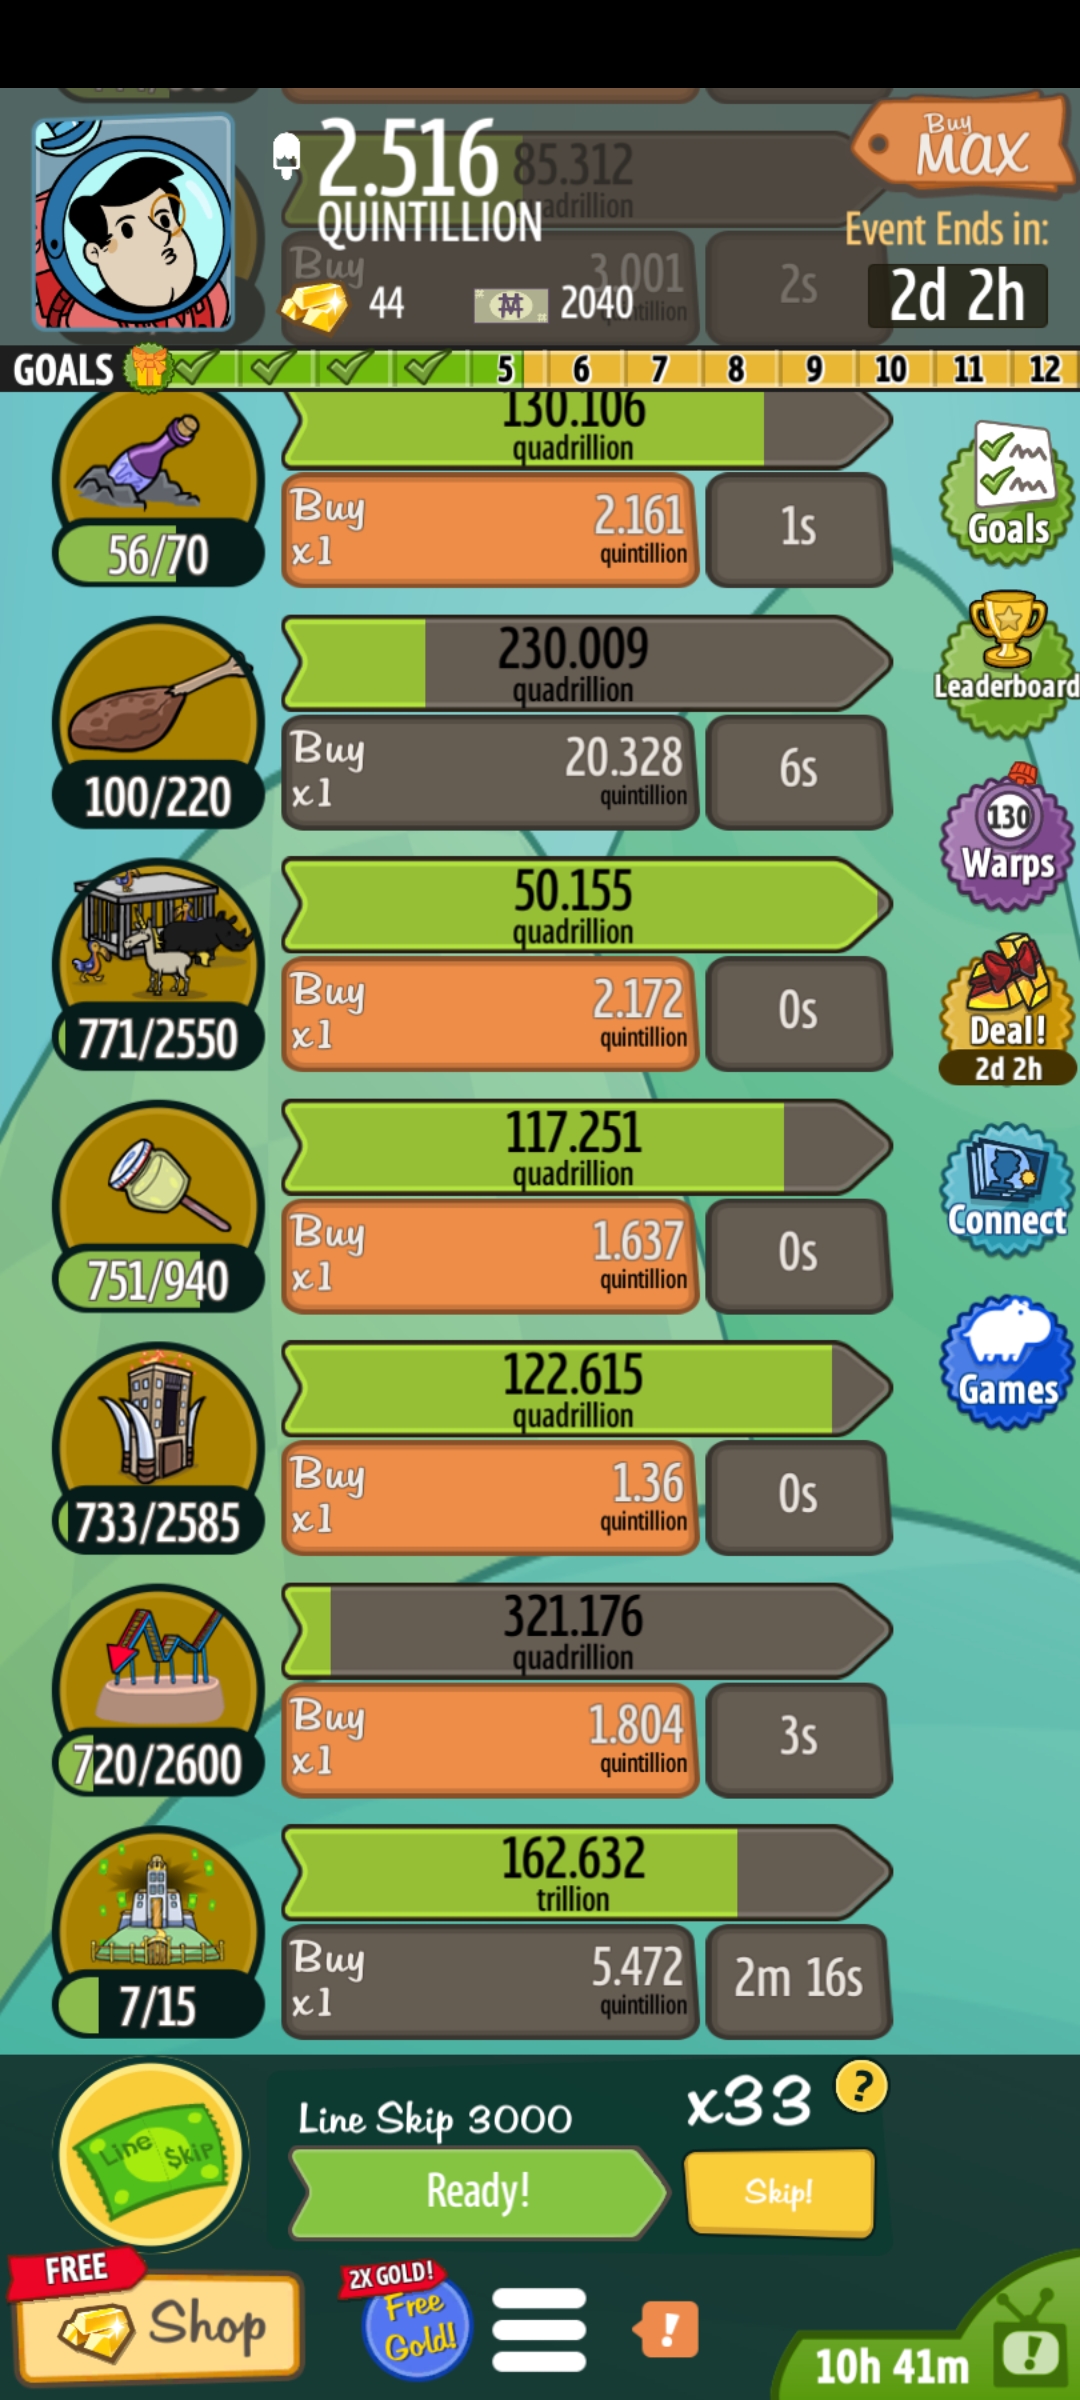 2.516
QUINTILLION
85.312
Buy
MAX
Event Ends in:
2d 2h
Buy
3.001
2s
44
2040
GOALS 5 6 7 8 9 10 11 12
130.106
quadrillion
Buy
x1
2.161
quintillion
1s
56/70
Goals
230.009
quadrillion
Buy
x1
20.328
quintillion
6s
100/220
Leaderboard
50.155
quadrillion
Buy
x1
2.172
quintillion
0s
771/2550
130
Warps
Deal!
2d 2h
117.251
quadrillion
Buy
x1
1.637
quintillion
0s
751/940
Connect
122.615
quadrillion
Buy
x1
1.36
quintillion
0s
733/2585
Games
321.176
quadrillion
Buy
x1
1.804
quintillion
3s
720/2600
162.632
trillion
Buy
x1
5.472
quintillion
2m 16s
7/15
Line $kip
Line Skip 3000
x33
?
Ready!
Skip!
FREE
Shop
2X GOLD!
Free
Gold!
!
10h 41m
!